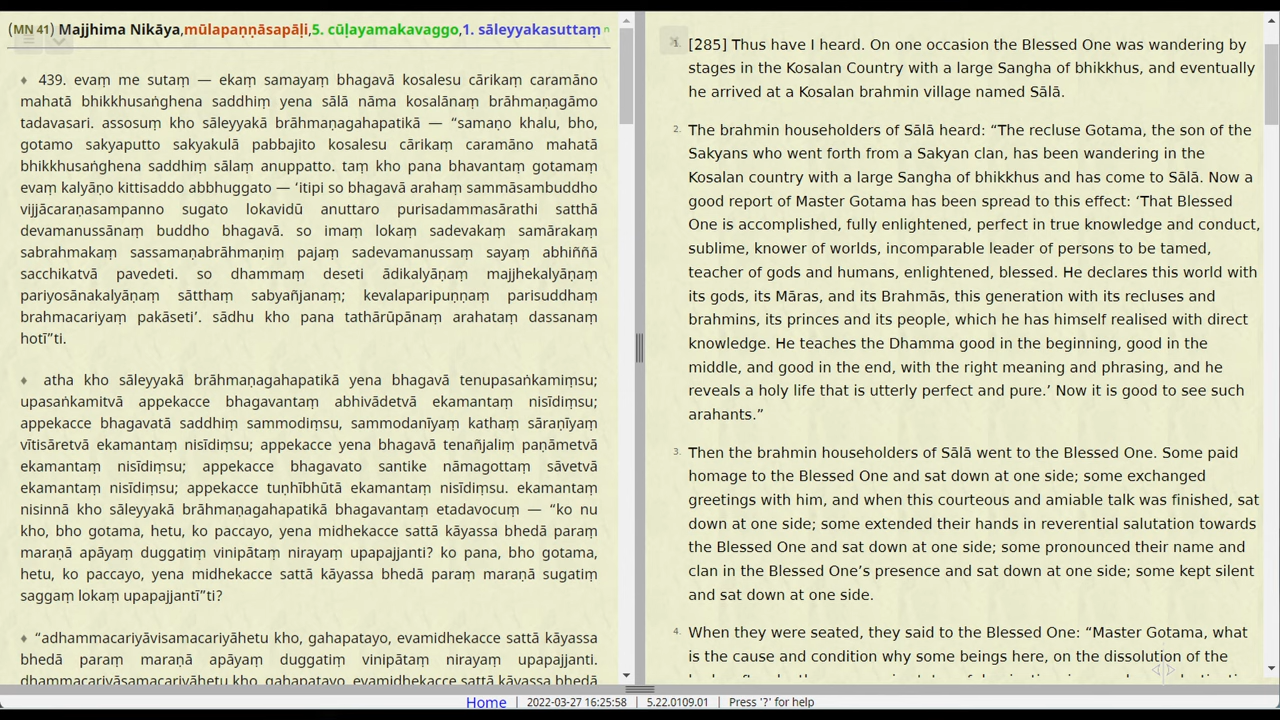 (MN 41) Majjhima Nikāya,mūlapaṇṇāsapāḷi,5. cūḷayamakavaggo,1. sāleyyakasuttaṃ n
♦ 439. evaṃ me sutaṃ — ekaṃ samayaṃ bhagavā kosalesu cārikaṃ caramāno
mahatā bhikkhusaṅghena saddhiṃ yena sālā nāma kosalānaṃ brāhmaṇagāmo
tadavasari. assosuṃ kho sāleyyakā brāhmaṇagahapatikā — “samaṇo khalu, bho,
gotamo sakyaputto sakyakulā pabbajito kosalesu cārikaṃ caramāno mahatā
bhikkhusaṅghena saddhiṃ sālaṃ anuppatto. taṃ kho pana bhavantaṃ gotamaṃ
evaṃ kalyāṇo kittisaddo abbhuggato — ‘itipi so bhagavā arahaṃ sammāsambuddho
vijjācaraṇasampanno sugato lokavidū anuttaro purisadammasārathi satthā
devamanussānaṃ buddho bhagavā. so imaṃ lokaṃ sadevakaṃ samārakaṃ
sabrahmakaṃ sassamaṇabrāhmaṇiṃ pajaṃ sadevamanussaṃ sayaṃ abhiññā
sacchikatvā pavedeti. so dhammaṃ deseti ādikalyāṇaṃ majjhekalyāṇaṃ
pariyosānakalyāṇaṃ sātthaṃ sabyañjanaṃ; kevalaparipuṇṇaṃ parisuddhaṃ
brahmacariyaṃ pakāseti’. sādhu kho pana tathārūpānaṃ arahataṃ dassanaṃ
hotī”ti.
♦ atha kho sāleyyakā brāhmaṇagahapatikā yena bhagavā tenupasaṅkamiṃsu;
upasaṅkamitvā appekacce bhagavantaṃ abhivādetvā ekamantaṃ nisīdiṃsu;
appekacce bhagavatā saddhiṃ sammodiṃsu, sammodanīyaṃ kathaṃ sāraṇīyaṃ
vītisāretvā ekamantaṃ nisīdiṃsu; appekacce yena bhagavā tenañjaliṃ paṇāmetvā
ekamantaṃ nisīdiṃsu; appekacce bhagavato santike nāmagottaṃ sāvetvā
ekamantaṃ nisīdiṃsu; appekacce tuṇhībhūtā ekamantaṃ nisīdiṃsu. ekamantaṃ
nisinnā kho sāleyyakā brāhmaṇagahapatikā bhagavantaṃ etadavocuṃ — “ko nu
kho, bho gotama, hetu, ko paccayo, yena midhekacce sattā kāyassa bhedā paraṃ
maraṇā apāyaṃ duggatiṃ vinipātaṃ nirayaṃ upapajjanti? ko pana, bho gotama,
hetu, ko paccayo, yena midhekacce sattā kāyassa bhedā paraṃ maraṇā sugatiṃ
saggaṃ lokaṃ upapajjantī”ti?
♦ “adhammacariyāvisamacariyāhetu kho, gahapatayo, evamidhekacce sattā kāyassa
bhedā paraṃ maraṇā apāyaṃ duggatiṃ vinipātaṃ nirayaṃ upapajjanti.
dhammacariyāsamacariyāhetu kho, gahapatayo, evamidhekacce sattā kāyassa bhedā
1. [285] Thus have I heard. On one occasion the Blessed One was wandering by
stages in the Kosalan Country with a large Sangha of bhikkhus, and eventually
he arrived at a Kosalan brahmin village named Sālā.
2. The brahmin householders of Sālā heard: “The recluse Gotama, the son of the
Sakyans who went forth from a Sakyan clan, has been wandering in the
Kosalan country with a large Sangha of bhikkhus and has come to Sālā. Now a
good report of Master Gotama has been spread to this effect: ‘That Blessed
One is accomplished, fully enlightened, perfect in true knowledge and conduct,
sublime, knower of worlds, incomparable leader of persons to be tamed,
teacher of gods and humans, enlightened, blessed. He declares this world with
its gods, its Māras, and its Brahmās, this generation with its recluses and
brahmins, its princes and its people, which he has himself realised with direct
knowledge. He teaches the Dhamma good in the beginning, good in the
middle, and good in the end, with the right meaning and phrasing, and he
reveals a holy life that is utterly perfect and pure.’ Now it is good to see such
arahants.”
3. Then the brahmin householders of Sālā went to the Blessed One. Some paid
homage to the Blessed One and sat down at one side; some exchanged
greetings with him, and when this courteous and amiable talk was finished, sat
down at one side; some extended their hands in reverential salutation towards
the Blessed One and sat down at one side; some pronounced their name and
clan in the Blessed One’s presence and sat down at one side; some kept silent
and sat down at one side.
4. When they were seated, they said to the Blessed One: “Master Gotama, what
is the cause and condition why some beings here, on the dissolution of the
Home | 2022-03-27 16:25:58 | 5.22.0109.01 | Press '?' for help